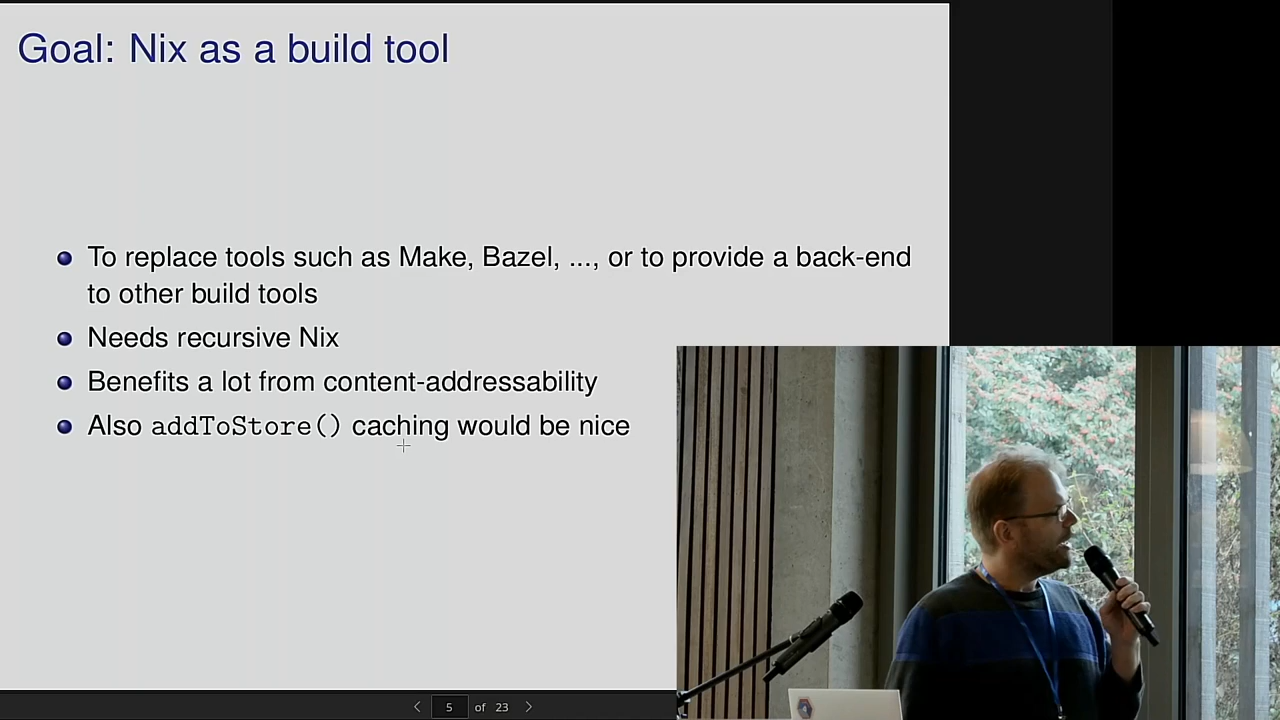 Goal: Nix as a build tool
To replace tools such as Make, Bazel, ..., or to provide a back-end
to other build tools
Needs recursive Nix
Benefits a lot from content-addressability
Also addToStore() caching would be nice
5 of 23